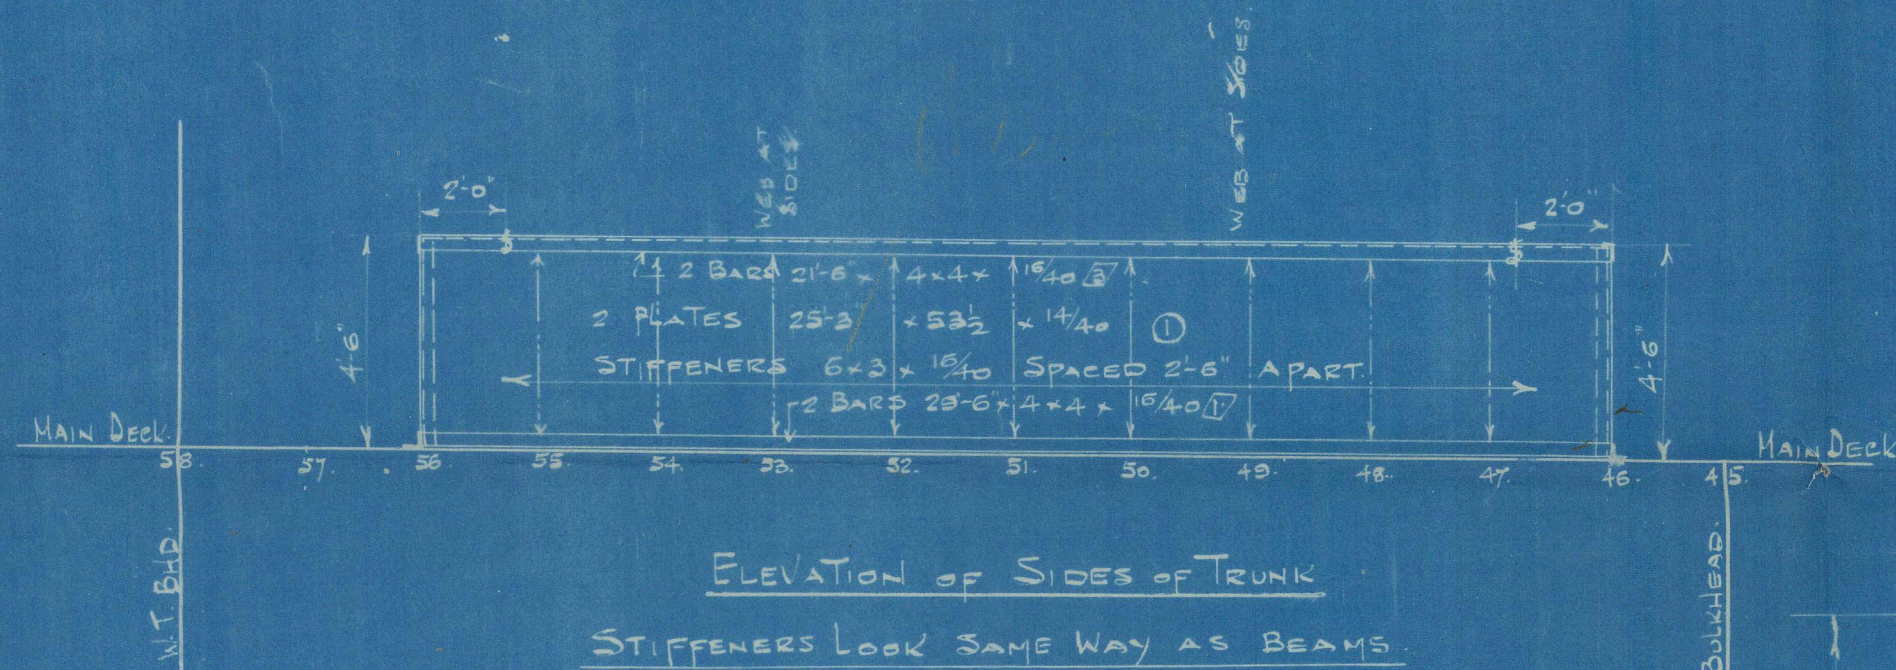 WEB AT SIDES.
WEB AT
SIDES
2'-0"
2'-0"
2 BARS 21'-6" x 4 x 4 x 16/40 3
2 PLATES 25'-3" x 53½ x 14/40 1
STIFFENERS 6 x 3 x 16/40 SPACED 2'-6" APART.
2 BARS 29'-6" x 4 x 4 x 16/40 1
4'-6"
4'-6"
MAIN DECK.
MAIN DECK
58. 57. 56. 55. 54. 53. 52. 51. 50. 49. 48. 47. 46. 45.
W.T. BHD.
BULKHEAD.
ELEVATION OF SIDES OF TRUNK
STIFFENERS LOOK SAME WAY AS BEAMS.